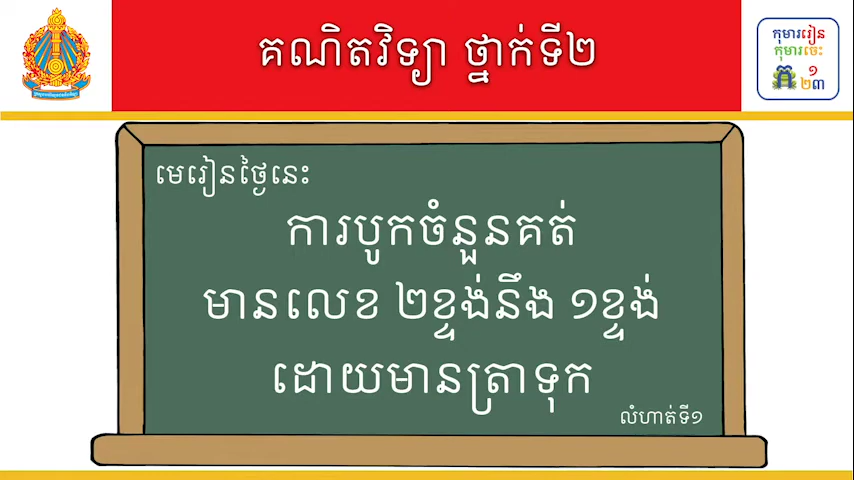 គណិតវិទ្យា ថ្នាក់ទី២
កុមាររៀន
កុមារចេះ
១
២៣
មេរៀនថ្ងៃនេះ
ការបូកចំនួនគត់
មានលេខ ២ខ្ទង់នឹង ១ខ្ទង់
ដោយមានត្រាទុក
លំហាត់ទី១